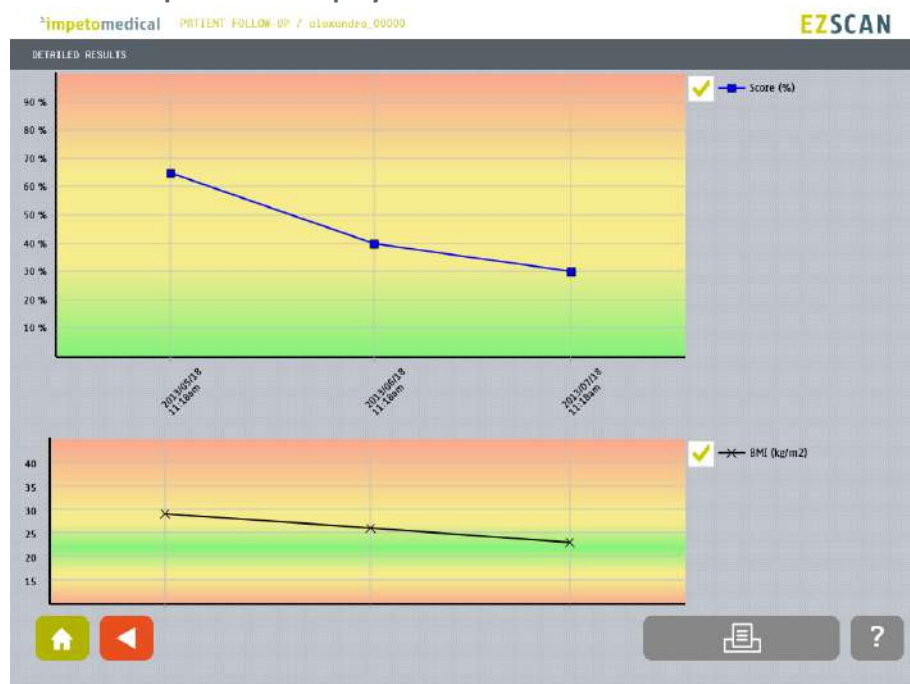 impetomedical PATIENT FOLLOW-UP / alexandra_00000 EZSCAN
DETAILED RESULTS
Score (%)
90 %
80 %
70 %
60 %
50 %
40 %
30 %
20 %
10 %
2013/05/18
11:18am
2013/06/18
11:18am
2013/07/18
11:18am
BMI (kg/m2)
40
35
30
25
20
15
?